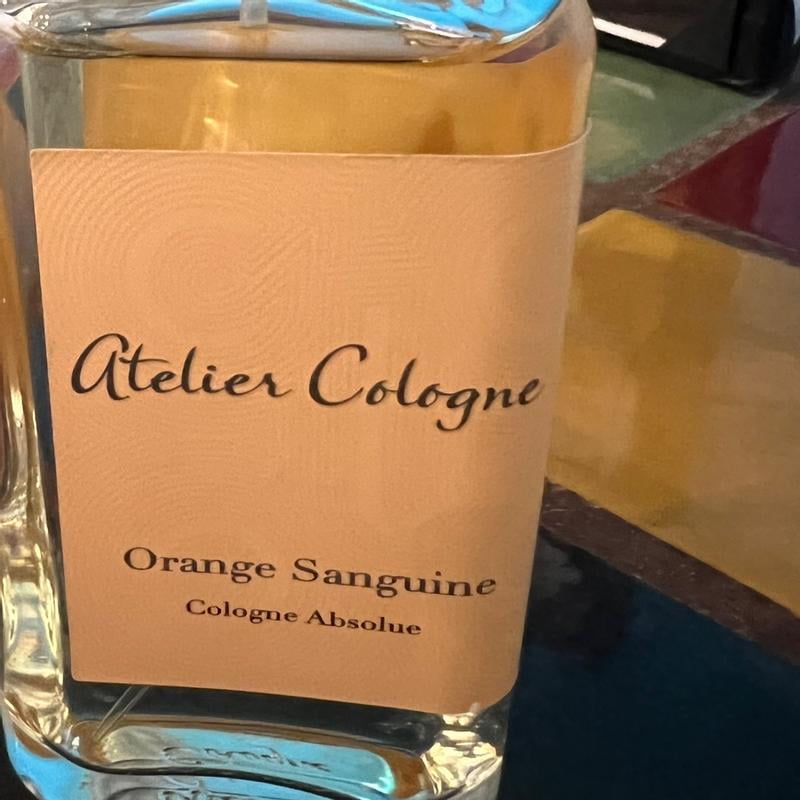 Atelier Cologne
Orange Sanguine
Cologne Absolue